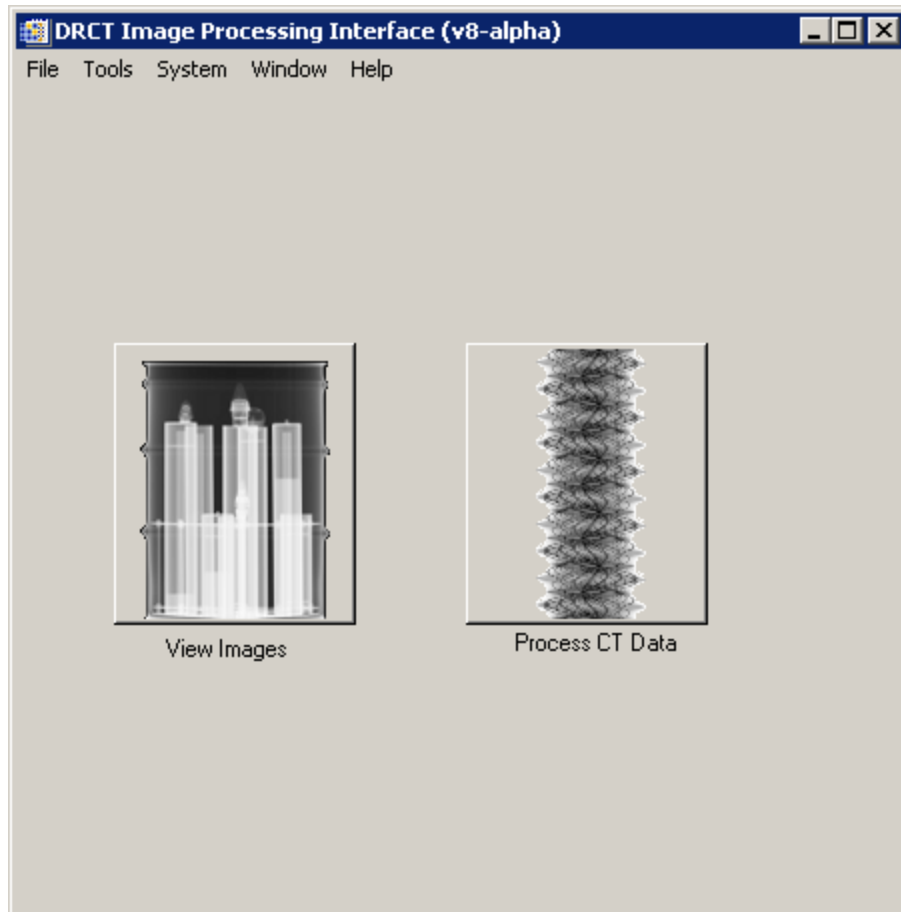 DRCT Image Processing Interface (v8-alpha)
File Tools System Window Help
View Images
Process CT Data